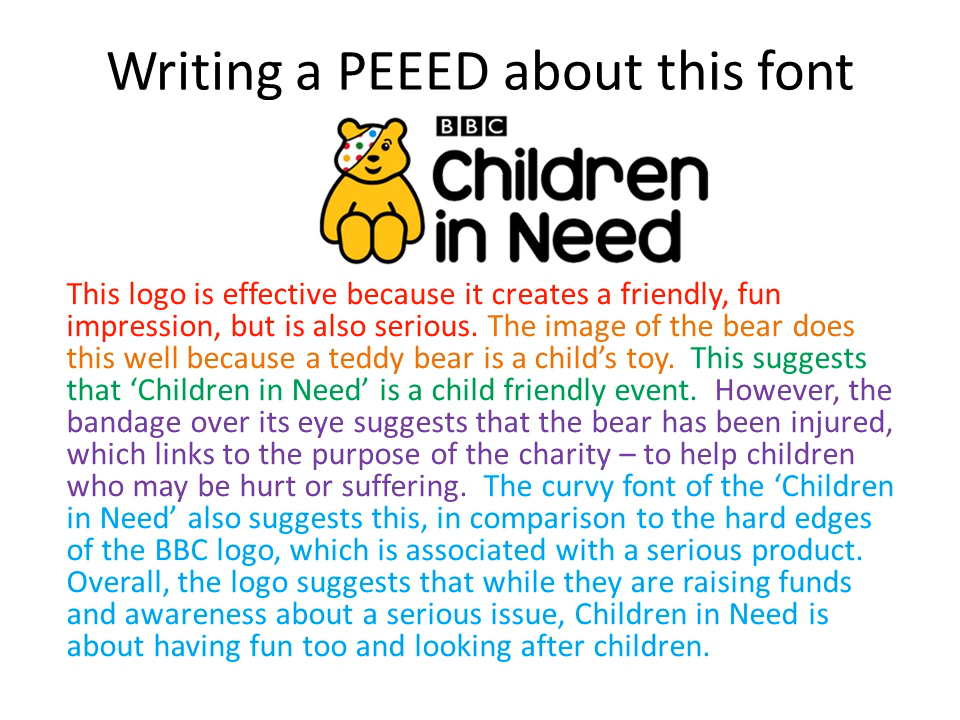 Writing a PEEED about this font
BBC
Children
in Need
This logo is effective because it creates a friendly, fun
impression, but is also serious. The image of the bear does
this well because a teddy bear is a child’s toy.  This suggests
that ‘Children in Need’ is a child friendly event.  However, the
bandage over its eye suggests that the bear has been injured,
which links to the purpose of the charity – to help children
who may be hurt or suffering.  The curvy font of the ‘Children
in Need’ also suggests this, in comparison to the hard edges
of the BBC logo, which is associated with a serious product.
Overall, the logo suggests that while they are raising funds
and awareness about a serious issue, Children in Need is
about having fun too and looking after children.